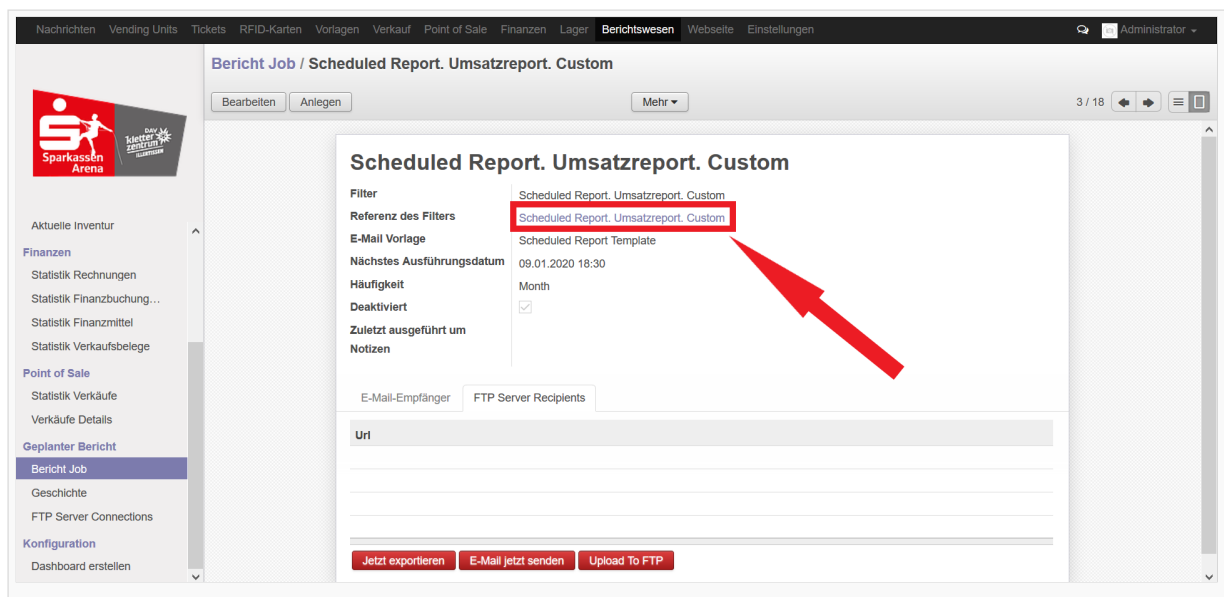 Nachrichten Vending Units Tickets RFID-Karten Vorlagen Verkauf Point of Sale Finanzen Lager Berichtswesen Webseite Einstellungen Administrator
Bericht Job / Scheduled Report. Umsatzreport. Custom
Bearbeiten Anlegen Mehr 3 / 18
Sparkassen
Arena
DAV
kletter
zentrum
ILLERTISSEN
Scheduled Report. Umsatzreport. Custom
Filter Scheduled Report. Umsatzreport. Custom
Referenz des Filters Scheduled Report. Umsatzreport. Custom
E-Mail Vorlage Scheduled Report Template
Nächstes Ausführungsdatum 09.01.2020 18:30
Häufigkeit Month
Deaktiviert
Zuletzt ausgeführt um
Notizen
E-Mail-Empfänger FTP Server Recipients
Url
Jetzt exportieren E-Mail jetzt senden Upload To FTP
Aktuelle Inventur
Finanzen
Statistik Rechnungen
Statistik Finanzbuchung...
Statistik Finanzmittel
Statistik Verkaufsbelege
Point of Sale
Statistik Verkäufe
Verkäufe Details
Geplanter Bericht
Bericht Job
Geschichte
FTP Server Connections
Konfiguration
Dashboard erstellen